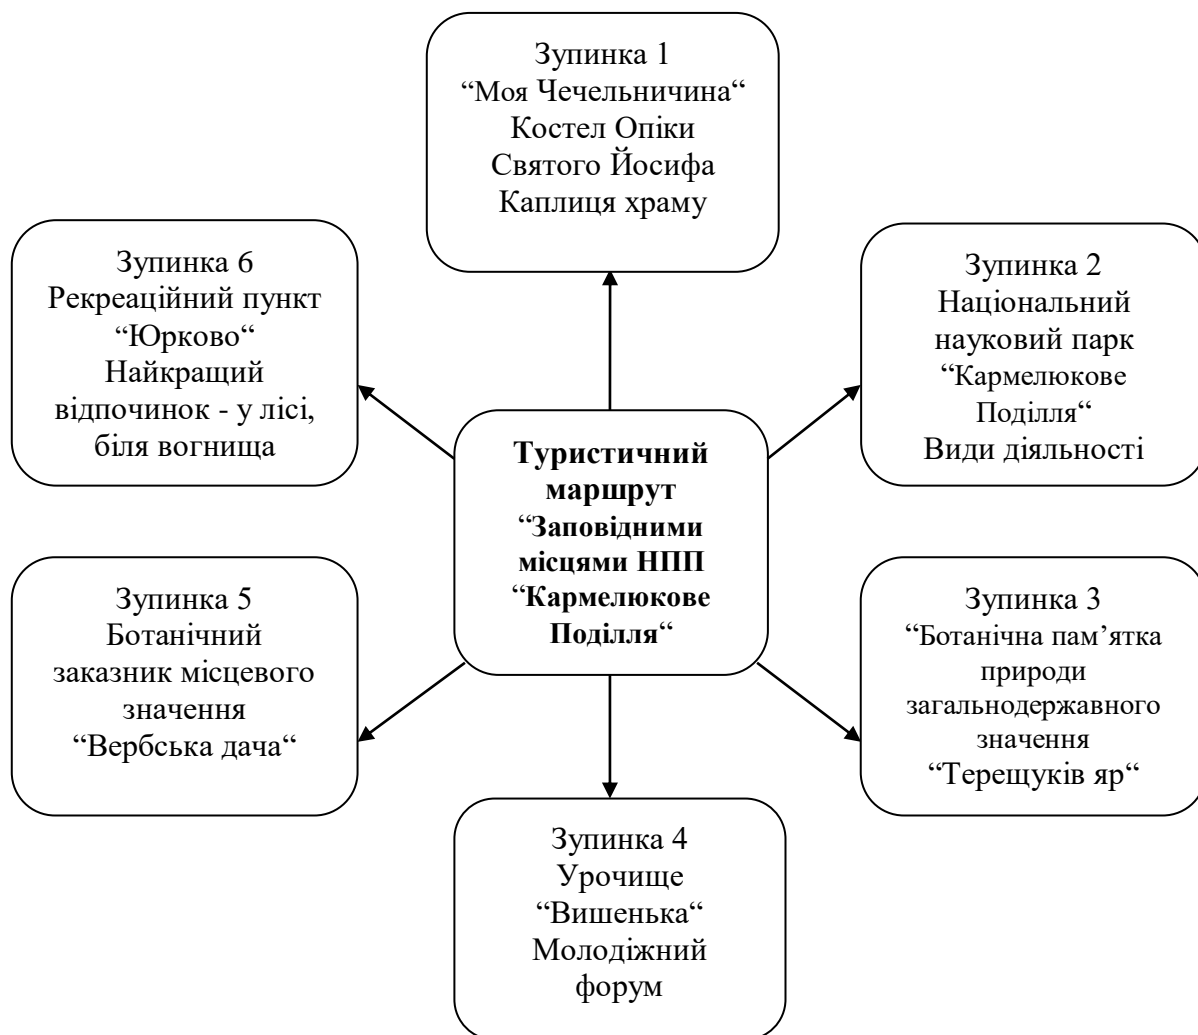 Зупинка 1
“Моя Чечельничина“
Костел Опіки
Святого Йосифа
Каплиця храму
Зупинка 6
Рекреаційний пункт
“Юрково“
Найкращий
відпочинок - у лісі,
біля вогнища
Зупинка 2
Національний
науковий парк
“Кармелюкове
Поділля“
Види діяльності
Туристичний
маршрут
“Заповідними
місцями НПП
“Кармелюкове
Поділля“
Зупинка 5
Ботанічний
заказник місцевого
значення
“Вербська дача“
Зупинка 3
“Ботанічна пам’ятка
природи
загальнодержавного
значення
“Терещуків яр“
Зупинка 4
Урочище
“Вишенька“
Молодіжний
форум